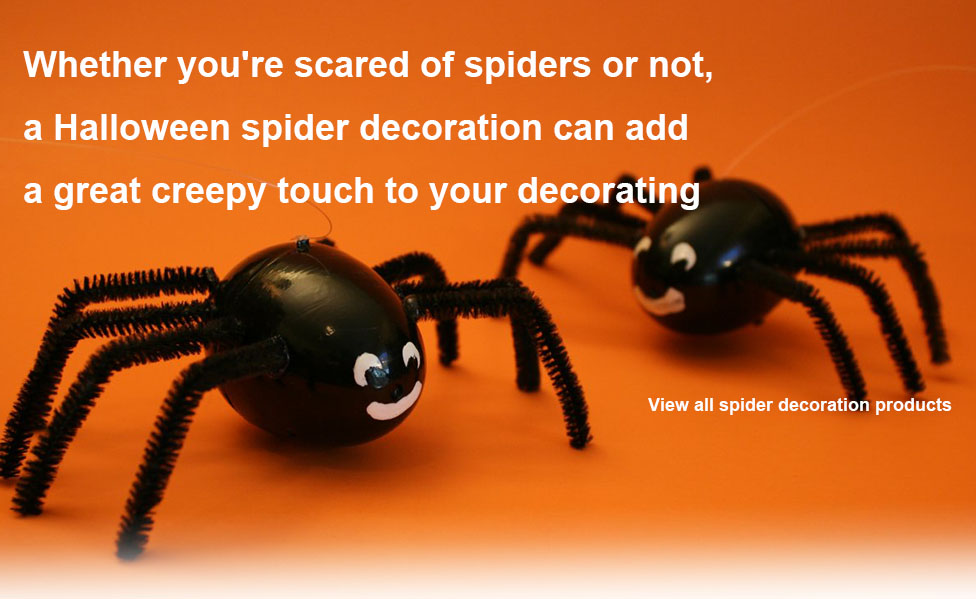 Whether you're scared of spiders or not,
a Halloween spider decoration can add
a great creepy touch to your decorating
View all spider decoration products